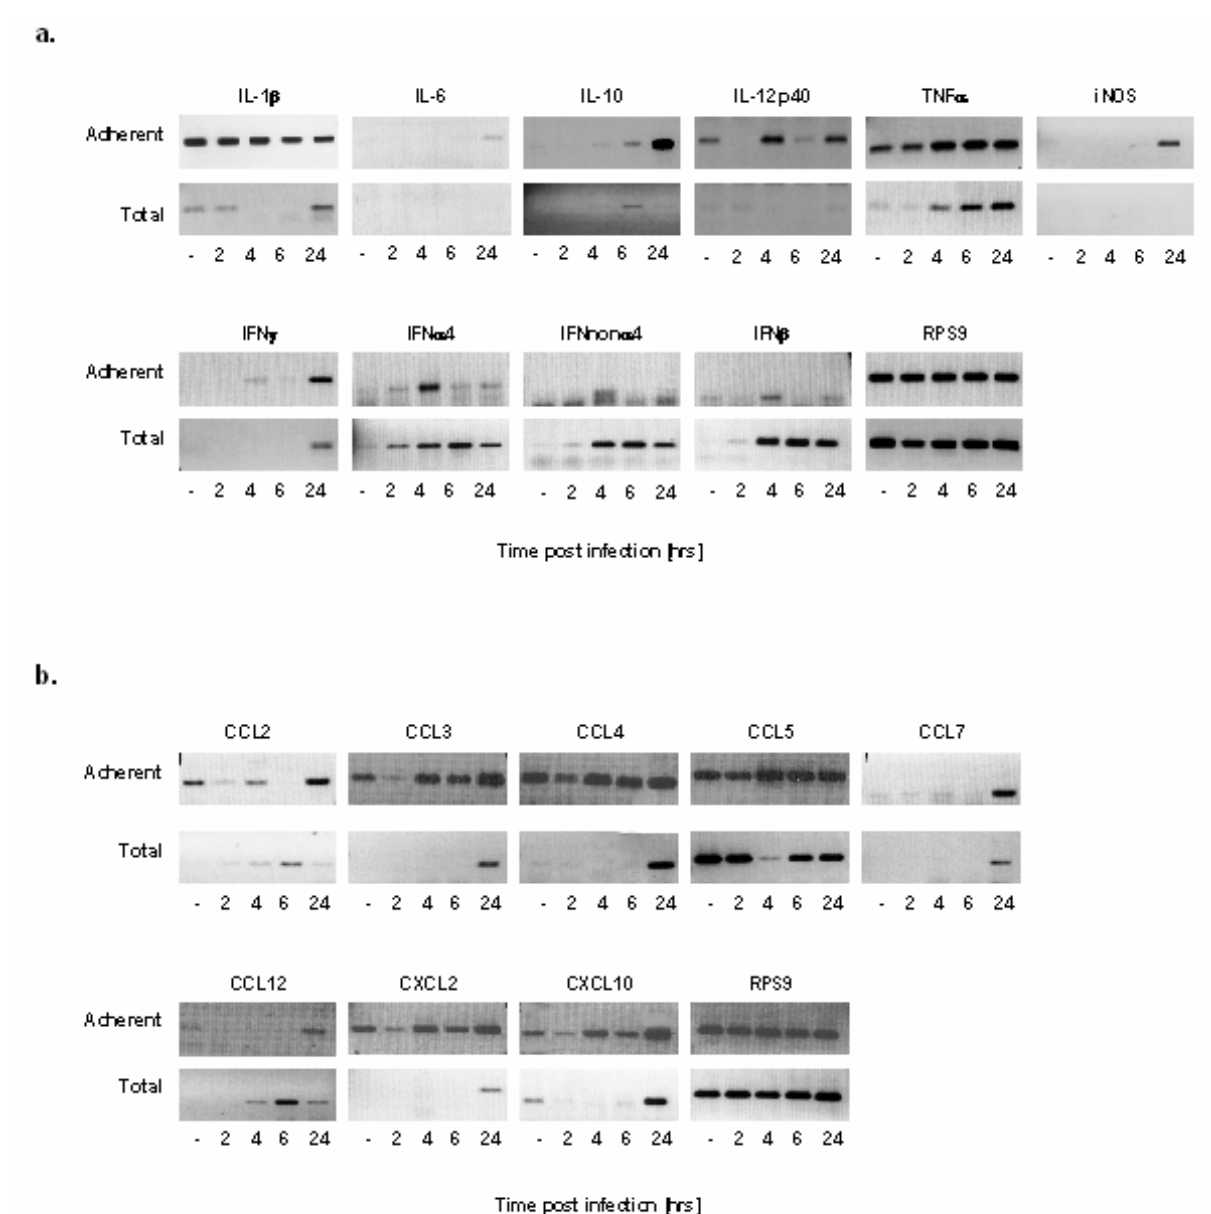 a.
IL-1β IL-6 IL-10 IL-12p40 TNFα iNOS
Adherent
Total
- 2 4 6 24 - 2 4 6 24 - 2 4 6 24 - 2 4 6 24 - 2 4 6 24 - 2 4 6 24
IFNγ IFNα4 IFNnonα4 IFNβ RPS9
Adherent
Total
- 2 4 6 24 - 2 4 6 24 - 2 4 6 24 - 2 4 6 24 - 2 4 6 24
Time post infection [hrs]
b.
CCL2 CCL3 CCL4 CCL5 CCL7
Adherent
Total
- 2 4 6 24 - 2 4 6 24 - 2 4 6 24 - 2 4 6 24 - 2 4 6 24
CCL12 CXCL2 CXCL10 RPS9
Adherent
Total
- 2 4 6 24 - 2 4 6 24 - 2 4 6 24 - 2 4 6 24
Time post infection [hrs]